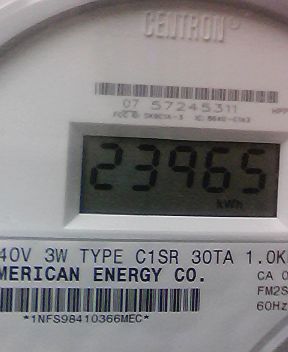 CENTRON®
07 57245311
23965
kWh
40V 3W TYPE C1SR 30TA 1.0K
MERICAN ENERGY CO.
CA 0
FM2S
60Hz
*1NFS98410366MEC*